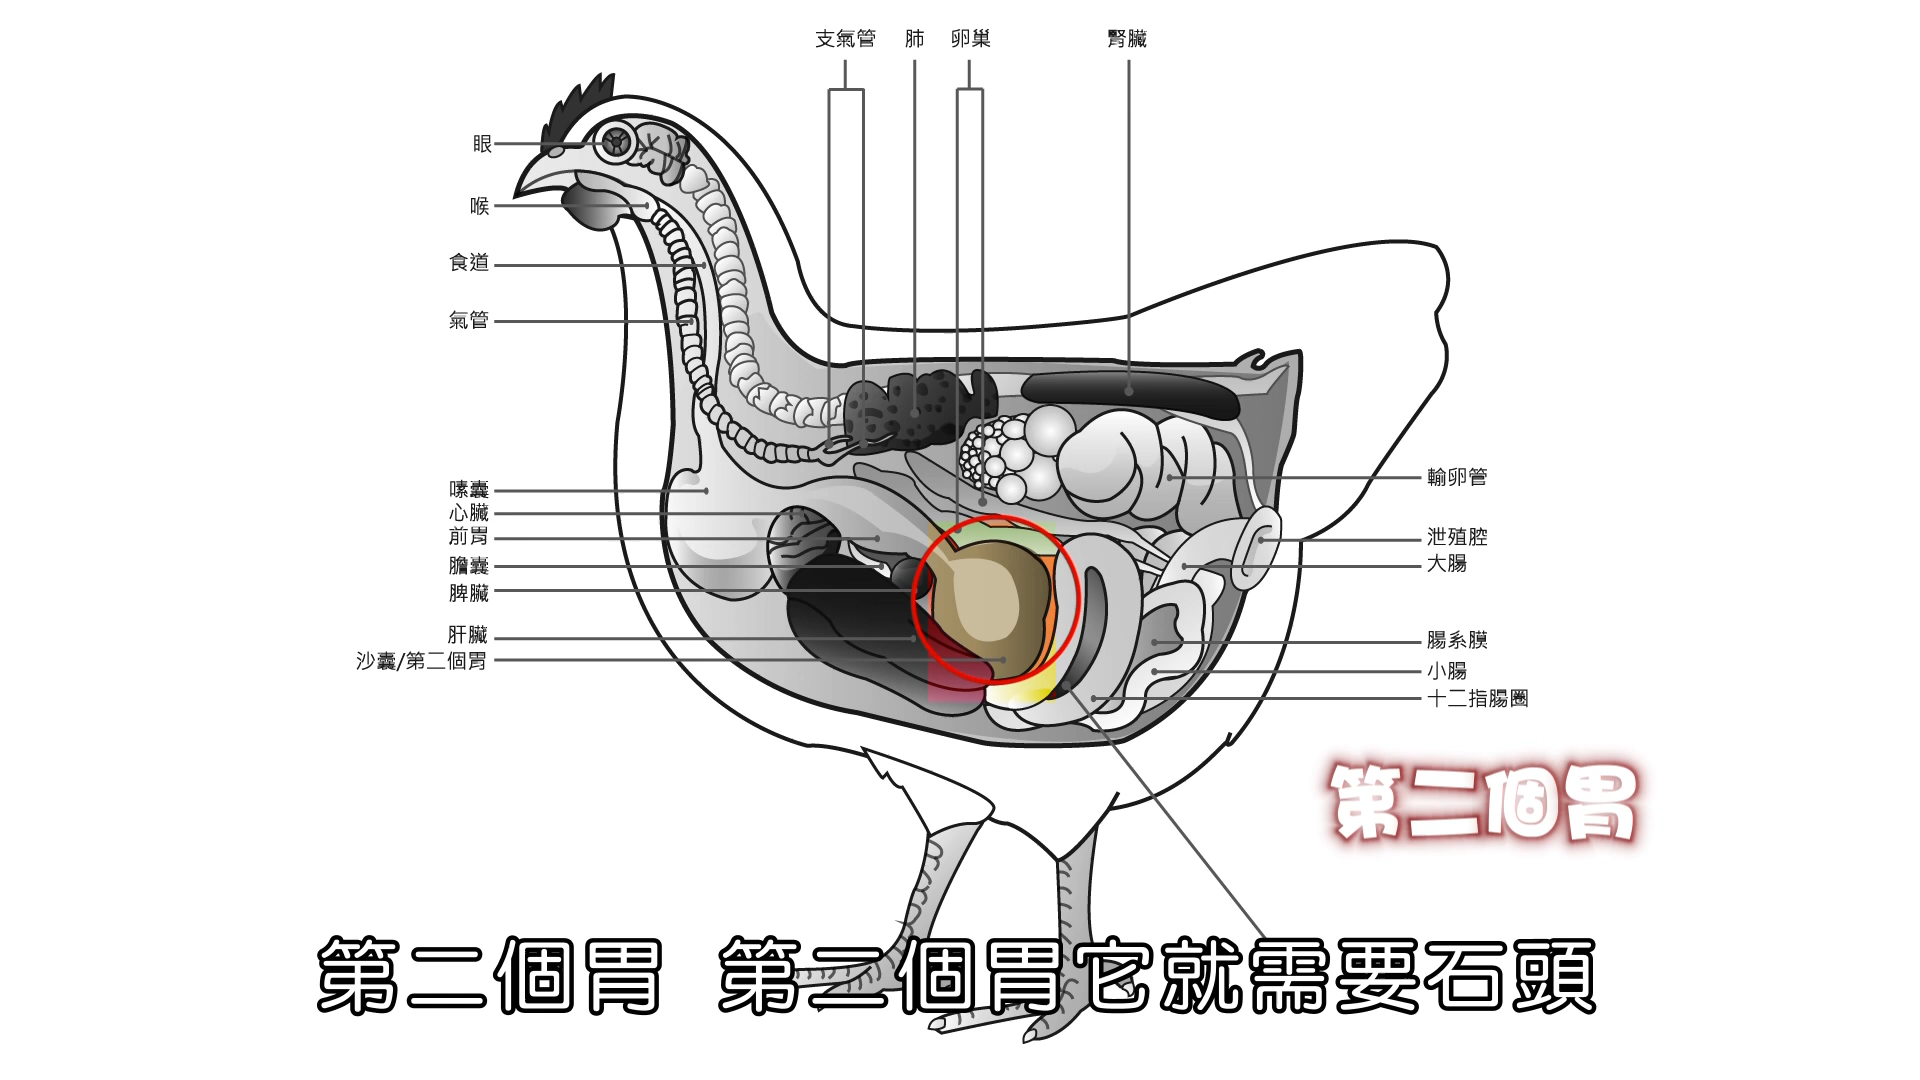 支氣管
肺
卵巢
腎臟
眼
喉
食道
氣管
嗉囊
心臟
前胃
膽囊
脾臟
肝臟
沙囊/第二個胃
輸卵管
泄殖腔
大腸
腸系膜
小腸
十二指腸圈
第二個胃
第二個胃 第二個胃它就需要石頭